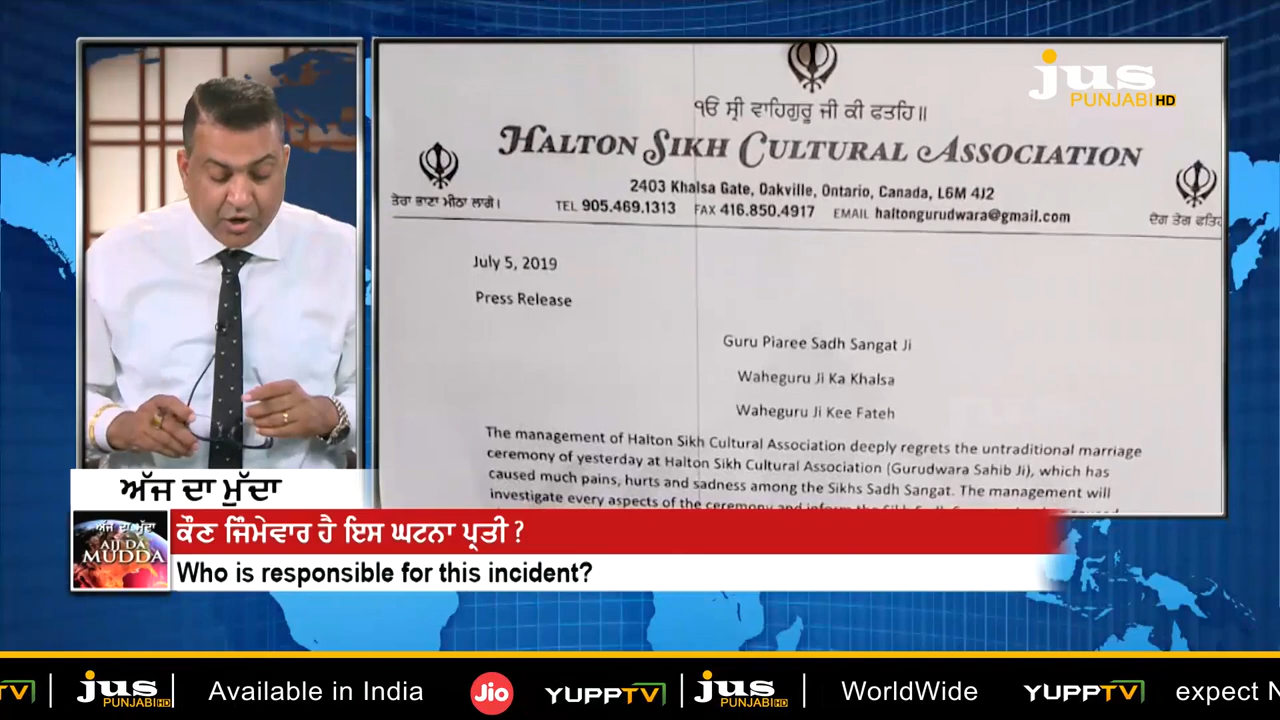 jus
PUNJABI HD
ੴ ਸ੍ਰੀ ਵਾਹਿਗੁਰੂ ਜੀ ਕੀ ਫਤਹਿ॥
HALTON SIKH CULTURAL ASSOCIATION
2403 Khalsa Gate, Oakville, Ontario, Canada, L6M 4J2
ਤੇਰਾ ਭਾਣਾ ਮੀਠਾ ਲਾਗੇ।
TEL 905.469.1313 FAX 416.850.4917 EMAIL haltongurudwara@gmail.com
ਦੇਗ ਤੇਗ
July 5, 2019
Press Release
Guru Piaree Sadh Sangat Ji
Waheguru Ji Ka Khalsa
Waheguru Ji Kee Fateh
The management of Halton Sikh Cultural Association deeply regrets the untraditional marriage
ceremony of yesterday at Halton Sikh Cultural Association (Gurudwara Sahib Ji), which has
caused much pains, hurts and sadness among the Sikhs Sadh Sangat. The management will
investigate every aspects of the ceremony and inform the
ਅੱਜ ਦਾ ਮੁੱਦਾ
ਅੱਜ ਦਾ ਮੁੱਦਾ
AJJ DA
MUDDA
ਕੌਣ ਜਿੰਮੇਵਾਰ ਹੈ ਇਸ ਘਟਨਾ ਪ੍ਰਤੀ?
Who is responsible for this incident?
TV | jus PUNJABI HD | Available in India Jio YUPPTV | jus PUNJABI HD | WorldWide YUPPTV expect N